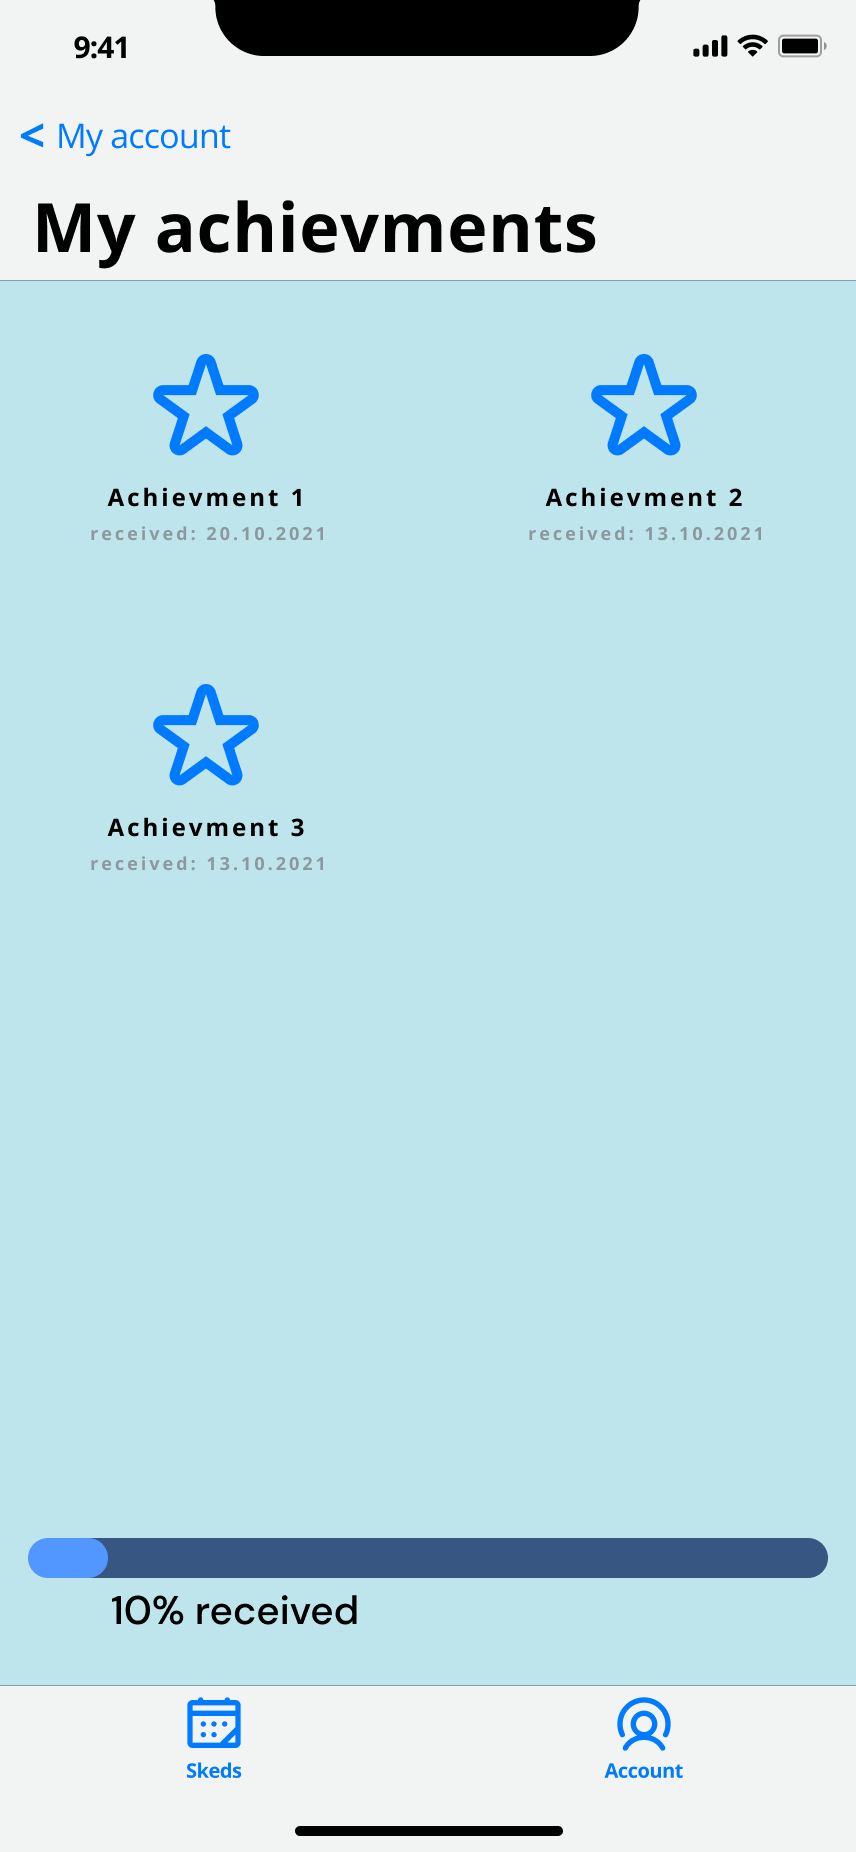 9:41
< My account
My achievments
Achievment 1
received: 20.10.2021
Achievment 2
received: 13.10.2021
Achievment 3
received: 13.10.2021
10% received
Skeds
Account